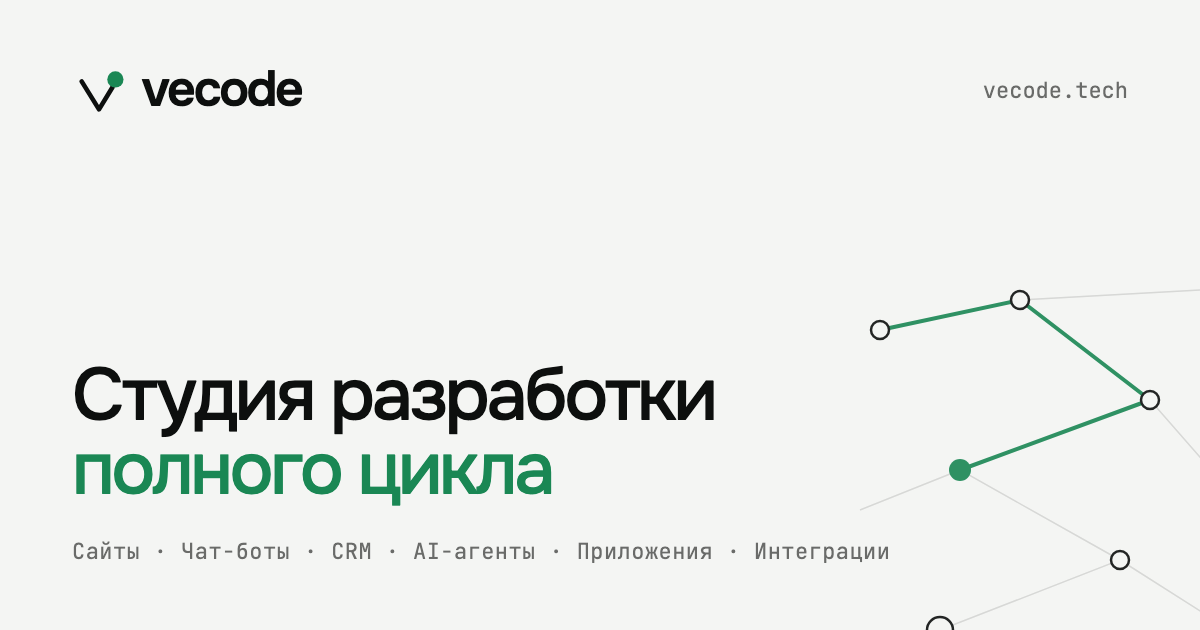 vecode
vecode.tech
Студия разработки
полного цикла
Сайты · Чат-боты · CRM · AI-агенты · Приложения · Интеграции